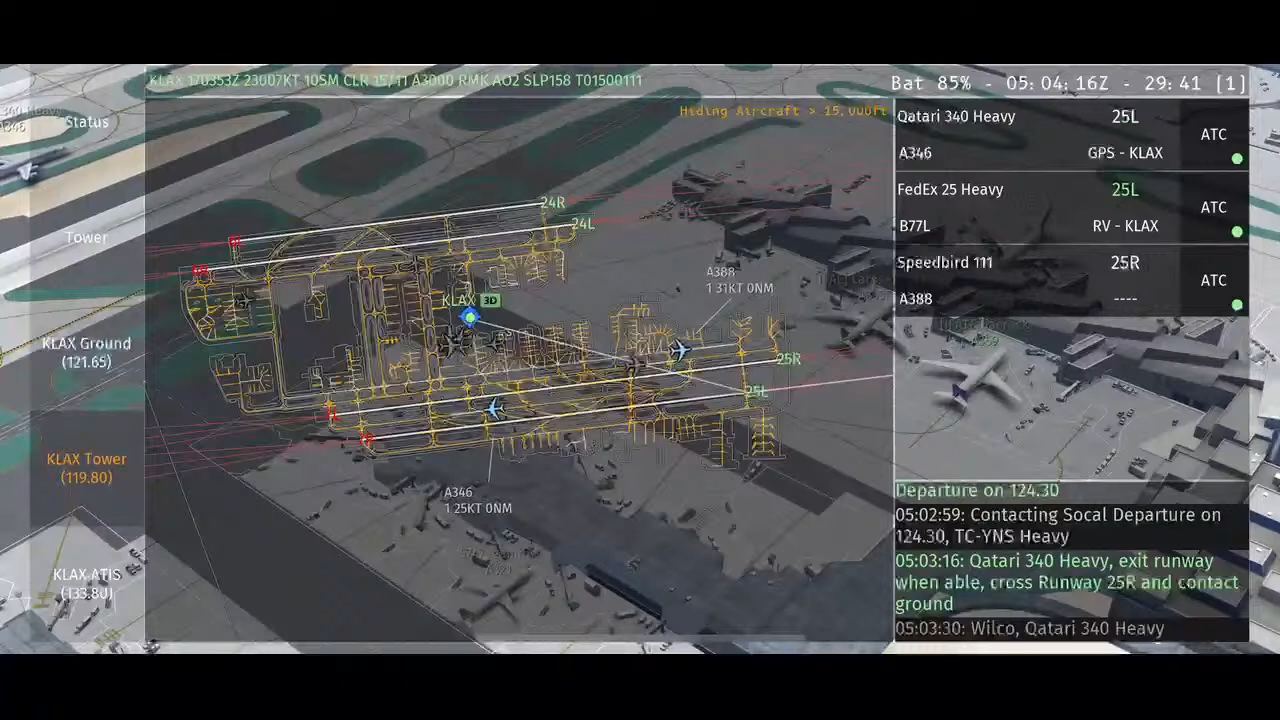 KLAX 170353Z 23007KT 10SM CLR 15/11 A3000 RMK AO2 SLP158 T01500111
Bat 85% - 05:04:16Z - 29:41 [1]
Hiding Aircraft > 15,000ft
Status
Tower
KLAX Ground
(121.65)
KLAX Tower
(119.80)
KLAX ATIS
(133.80)
A346
24R
24L
KLAX 3D
A388
1 31KT 0NM
25R
25L
A346
1 25KT 0NM
Qatari 340 Heavy
25L
ATC
A346
GPS - KLAX
FedEx 25 Heavy
25L
ATC
B77L
RV - KLAX
Speedbird 111
25R
ATC
A388
----
Departure on 124.30
05:02:59: Contacting Socal Departure on
124.30, TC-YNS Heavy
05:03:16: Qatari 340 Heavy, exit runway
when able, cross Runway 25R and contact
ground
05:03:30: Wilco, Qatari 340 Heavy